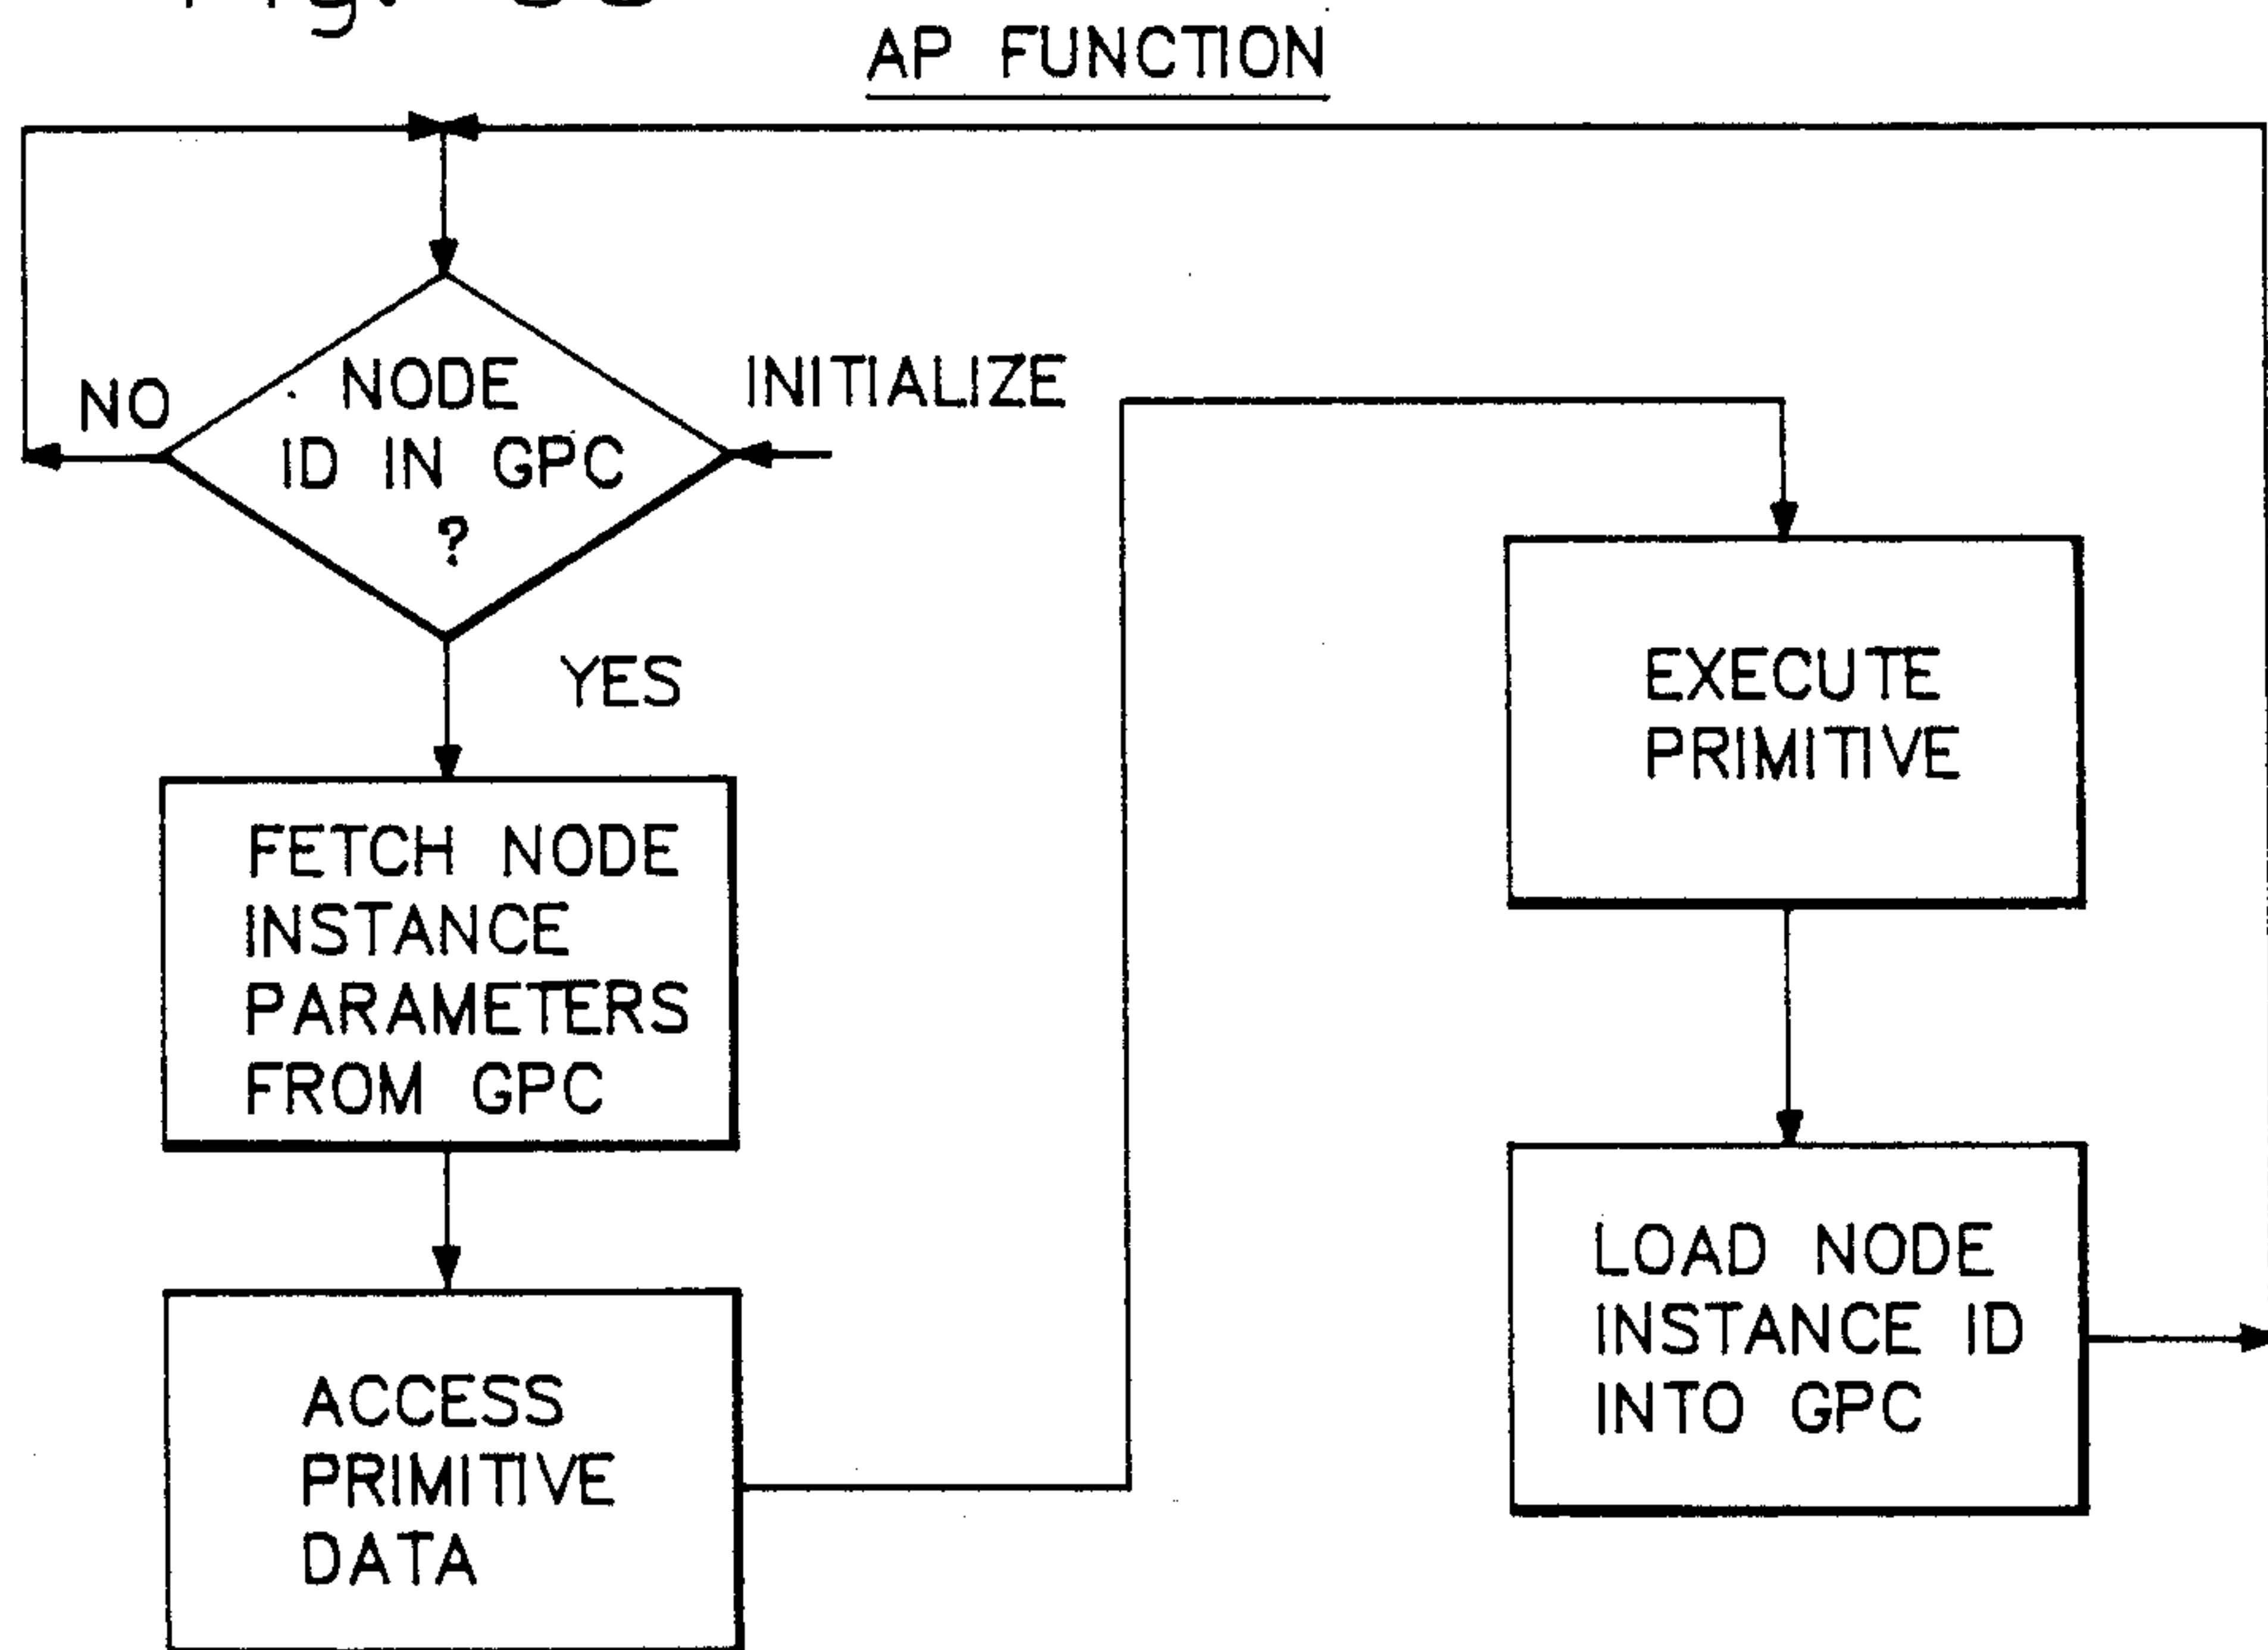 AP FUNCTION
NO
NODE
ID IN GPC
?
INITIALIZE
YES
FETCH NODE
INSTANCE
PARAMETERS
FROM GPC
ACCESS
PRIMITIVE
DATA
EXECUTE
PRIMITIVE
LOAD NODE
INSTANCE ID
INTO GPC